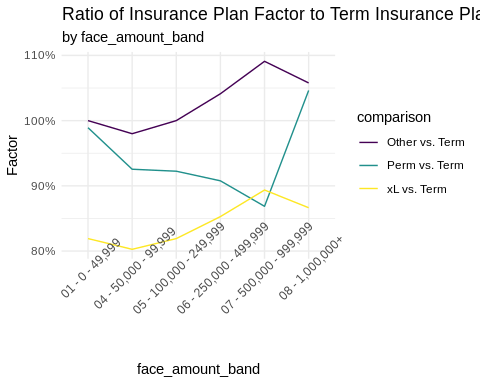 Ratio of Insurance Plan Factor to Term Insurance Pla
by face_amount_band
110%
100%
90%
80%
Factor
01 - 0 - 49,999
04 - 50,000 - 99,999
05 - 100,000 - 249,999
06 - 250,000 - 499,999
07 - 500,000 - 999,999
08 - 1,000,000+
face_amount_band
comparison
Other vs. Term
Perm vs. Term
xL vs. Term